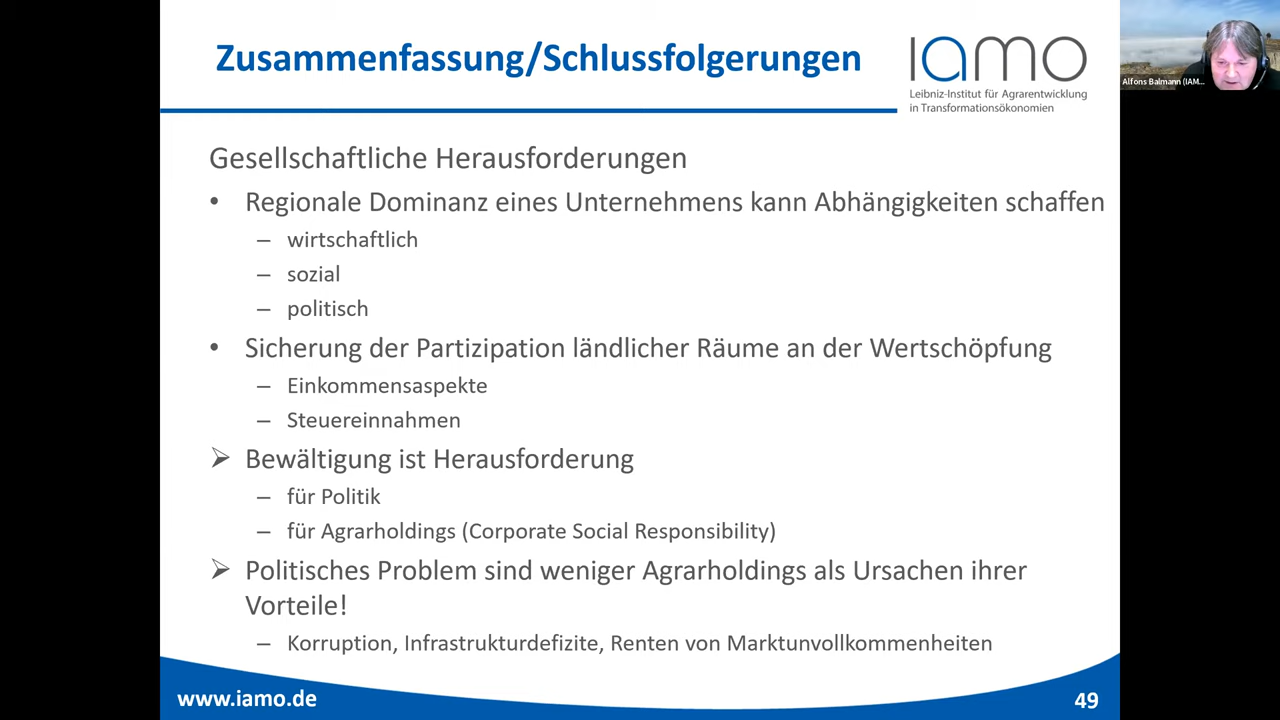 Zusammenfassung/Schlussfolgerungen
iamo
Leibniz-Institut für Agrarentwicklung
in Transformationsökonomien
Alfons Balmann (IAM...
Gesellschaftliche Herausforderungen
• Regionale Dominanz eines Unternehmens kann Abhängigkeiten schaffen
– wirtschaftlich
– sozial
– politisch
• Sicherung der Partizipation ländlicher Räume an der Wertschöpfung
– Einkommensaspekte
– Steuereinnahmen
➢ Bewältigung ist Herausforderung
– für Politik
– für Agrarholdings (Corporate Social Responsibility)
➢ Politisches Problem sind weniger Agrarholdings als Ursachen ihrer
Vorteile!
– Korruption, Infrastrukturdefizite, Renten von Marktunvollkommenheiten
www.iamo.de
49